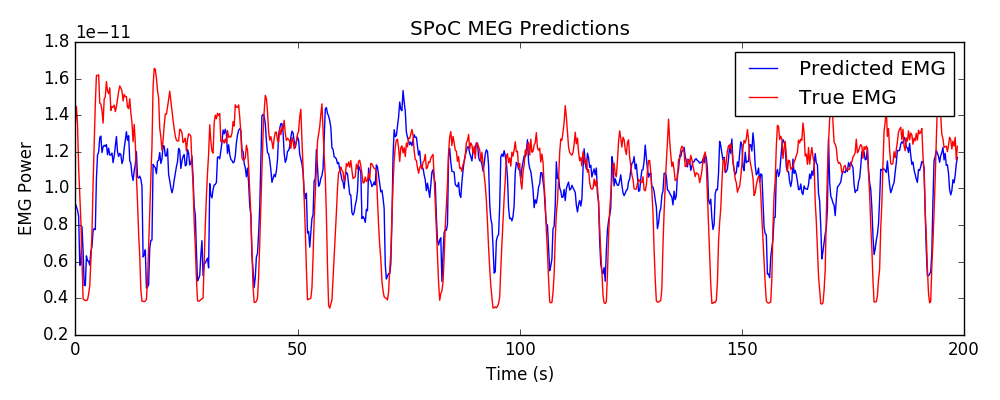 SPoC MEG Predictions
1e−11
1.8
1.6
1.4
1.2
1.0
0.8
0.6
0.4
0.2
EMG Power
Predicted EMG
True EMG
0 50 100 150 200
Time (s)